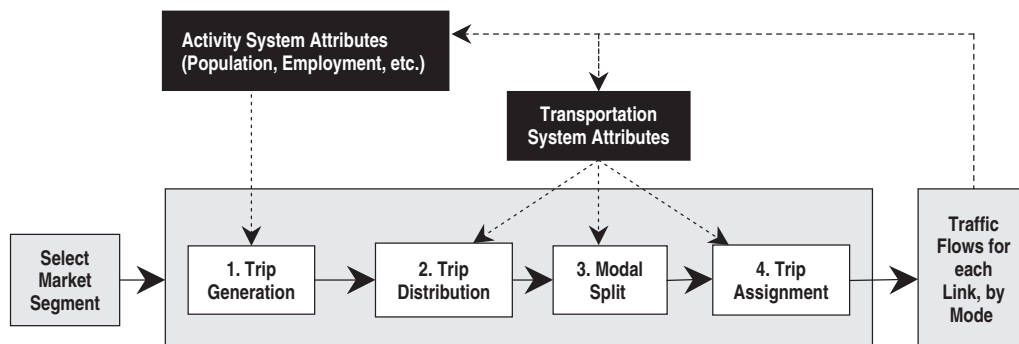 Activity System Attributes
(Population, Employment, etc.)
Transportation
System Attributes
Select
Market
Segment
1. Trip
Generation
2. Trip
Distribution
3. Modal
Split
4. Trip
Assignment
Traffic
Flows for
each
Link, by
Mode